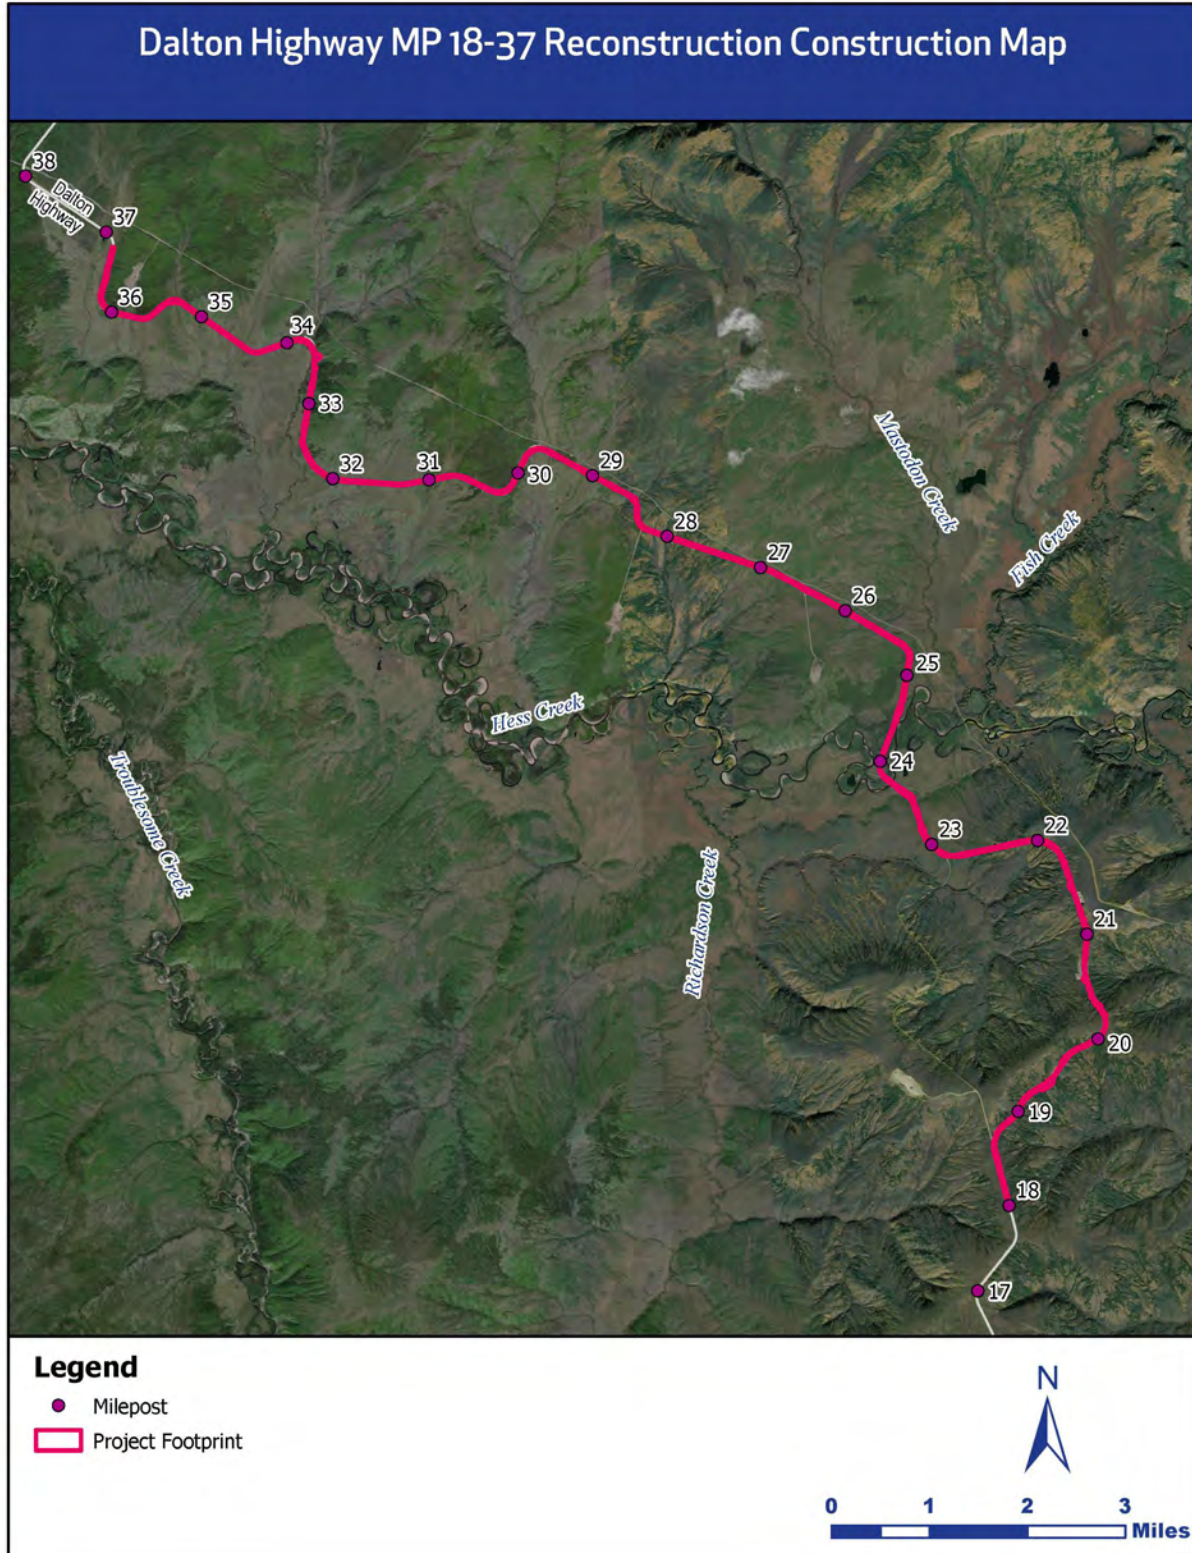 Dalton Highway MP 18-37 Reconstruction Construction Map
38
Dalton
Highway
37
36
35
34
33
32
31
30
29
28
27
26
25
24
23
22
21
20
19
18
17
Mastodon Creek
Fish Creek
Hess Creek
Troublesome Creek
Richardson Creek
Legend
Milepost
Project Footprint
N
0 1 2 3
Miles